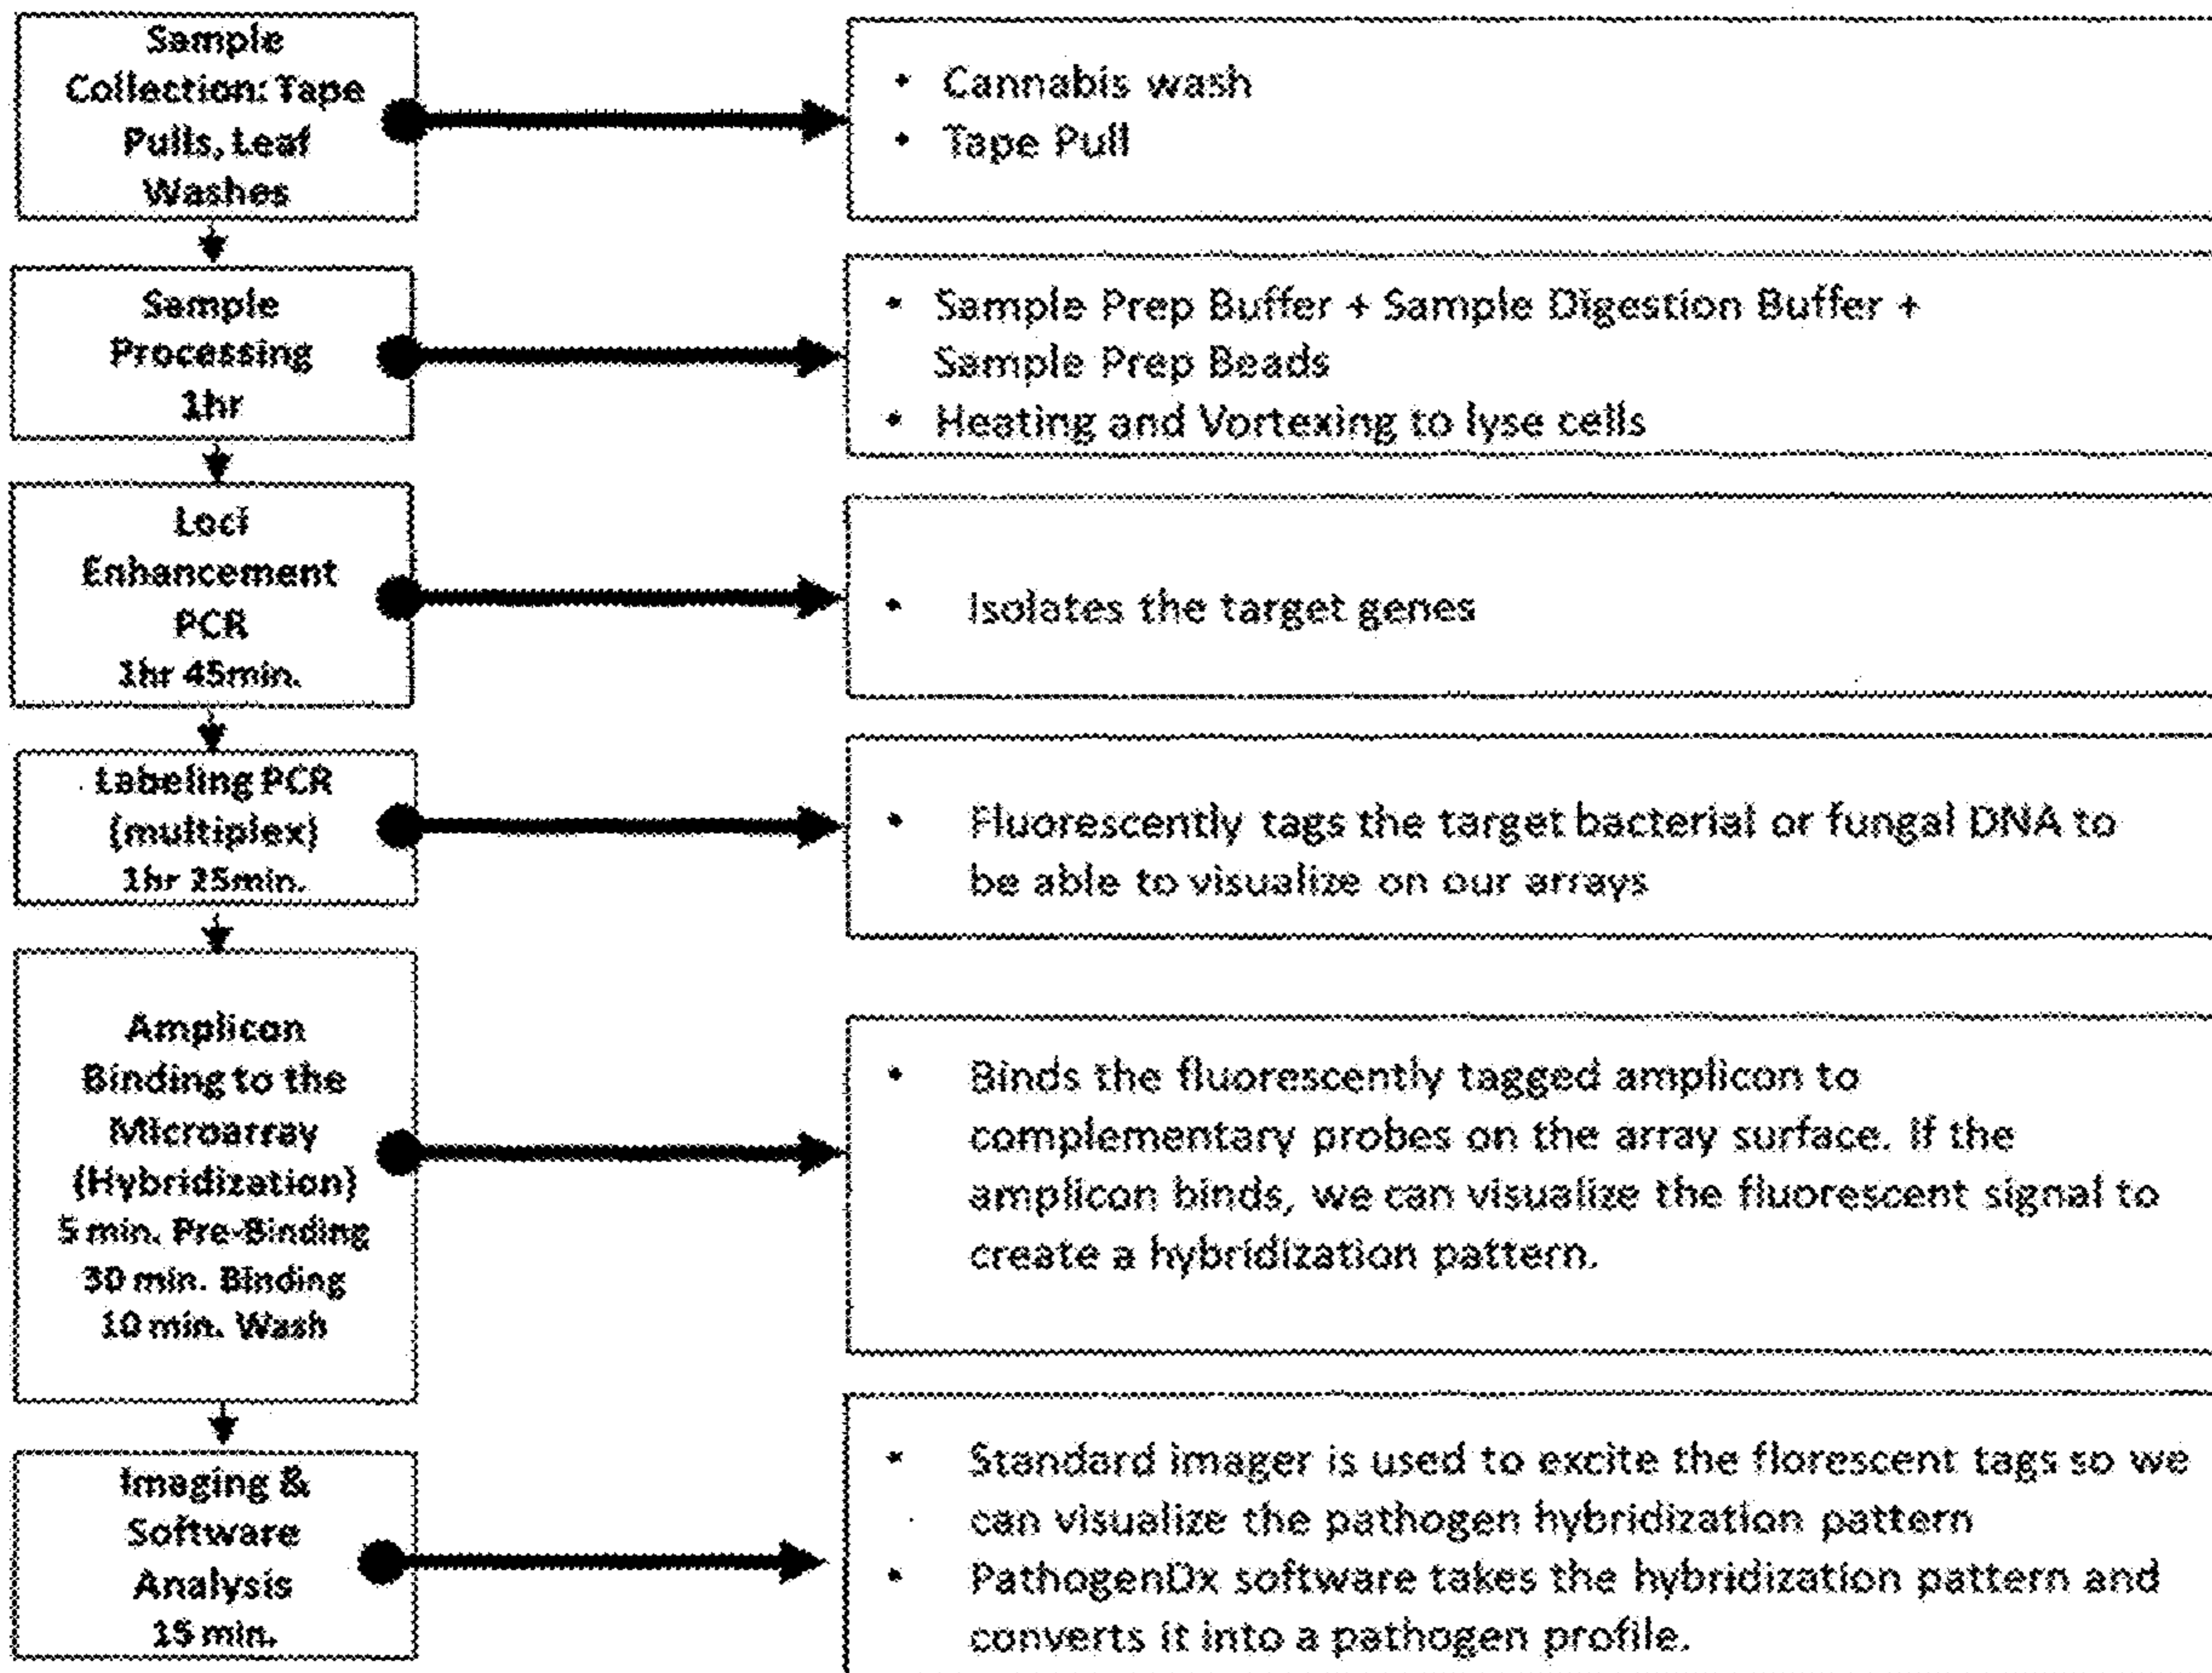 Sample
Collection: Tape
Pulls, Leaf
Washes
• Cannabis wash
• Tape Pull
Sample
Processing
1hr
• Sample Prep Buffer + Sample Digestion Buffer +
Sample Prep Beads
• Heating and Vortexing to lyse cells
Loci
Enhancement
PCR
1hr 45min.
• Isolates the target genes
Labeling PCR
(multiplex)
1hr 25min.
• Fluorescently tags the target bacterial or fungal DNA to
be able to visualize on our arrays
Amplicon
Binding to the
Microarray
(Hybridization)
5 min. Pre-Binding
30 min. Binding
10 min. Wash
• Binds the fluorescently tagged amplicon to
complementary probes on the array surface. If the
amplicon binds, we can visualize the fluorescent signal to
create a hybridization pattern.
Imaging &
Software
Analysis
15 min.
• Standard imager is used to excite the florescent tags so we
can visualize the pathogen hybridization pattern
• PathogenDx software takes the hybridization pattern and
converts it into a pathogen profile.